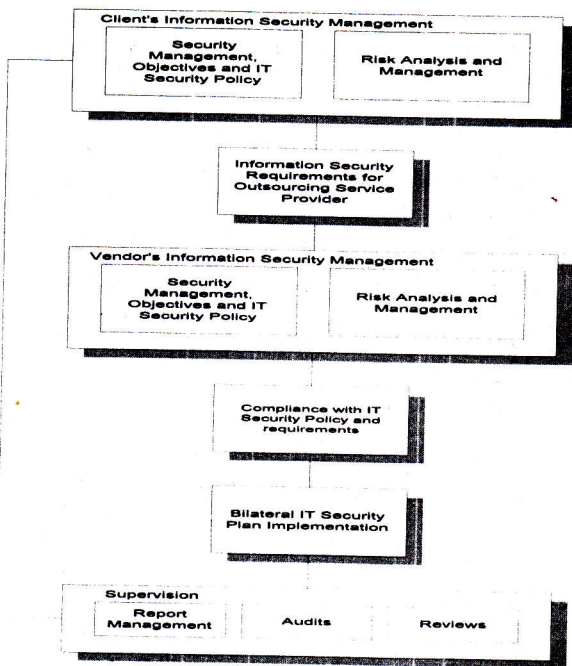 Client's Information Security Management
Security
Management,
Objectives and IT
Security Policy
Risk Analysis and
Management
Information Security
Requirements for
Outsourcing Service
Provider
Vendor's Information Security Management
Security
Management,
Objectives and IT
Security Policy
Risk Analysis and
Management
Compliance with IT
Security Policy and
requirements
Bilateral IT Security
Plan Implementation
Supervision
Report
Management
Audits
Reviews